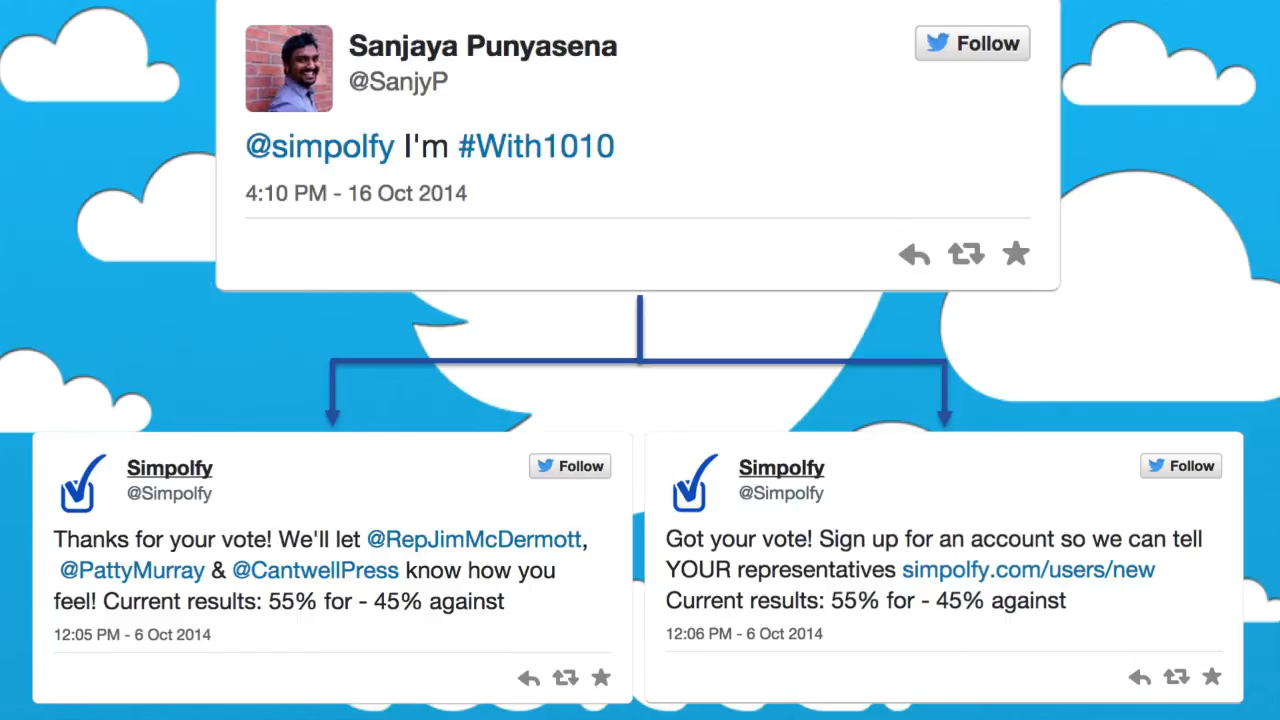 Sanjaya Punyasena
@SanjyP
Follow
@simpolfy I'm #With1010
4:10 PM - 16 Oct 2014
Simpolfy
@Simpolfy
Follow
Thanks for your vote! We'll let @RepJimMcDermott,
@PattyMurray & @CantwellPress know how you
feel! Current results: 55% for - 45% against
12:05 PM - 6 Oct 2014
Simpolfy
@Simpolfy
Follow
Got your vote! Sign up for an account so we can tell
YOUR representatives simpolfy.com/users/new
Current results: 55% for - 45% against
12:06 PM - 6 Oct 2014